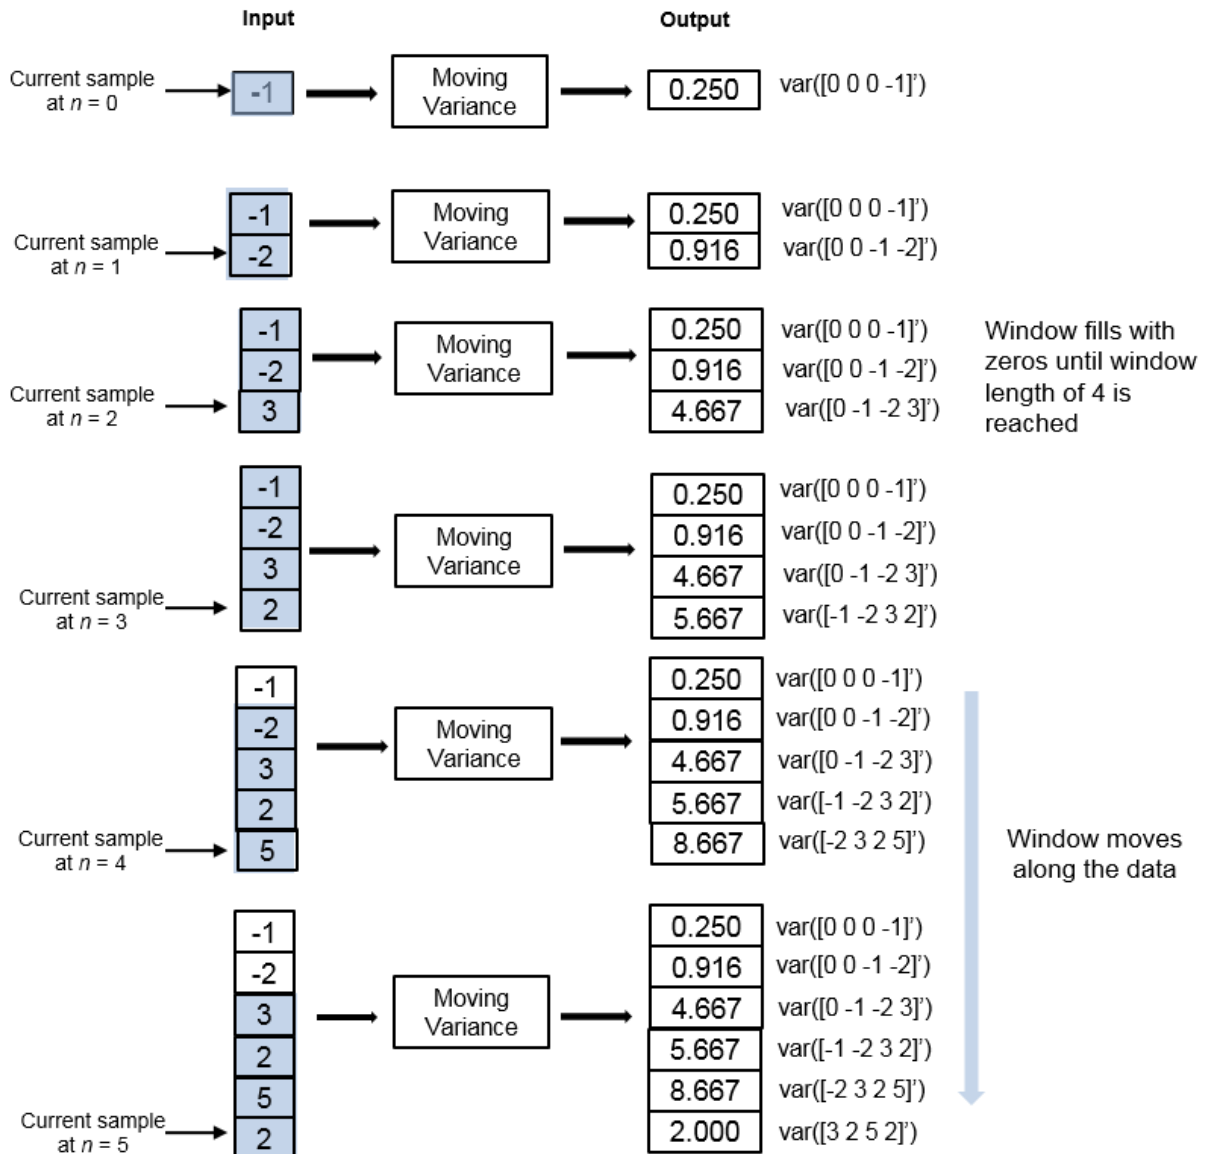 Input
Output
Current sample
at n = 0
-1
Moving
Variance
0.250
var([0 0 0 -1]')
Current sample
at n = 1
-1
-2
Moving
Variance
0.250
0.916
var([0 0 -1]')
var([0 0 -1 -2]')
Current sample
at n = 2
-1
-2
3
Moving
Variance
0.250
0.916
4.667
var([0 0 0 -1]')
var([0 0 -1 -2]')
var([0 -1 -2 3]')
Window fills with
zeros until window
length of 4 is
reached
Current sample
at n = 3
-1
-2
3
2
Moving
Variance
0.250
0.916
4.667
5.667
var([0 0 0 -1]')
var([0 0 -1 -2]')
var([0 -1 -2 3]')
var([-1 -2 3 2]')
Current sample
at n = 4
-1
-2
3
2
5
Moving
Variance
0.250
0.916
4.667
5.667
8.667
var([0 0 0 -1]')
var([0 0 -1 -2]')
var([0 -1 -2 3]')
var([-1 -2 3 2]')
var([-2 3 2 5]')
Window moves
along the data
Current sample
at n = 5
-1
-2
3
2
5
2
Moving
Variance
0.250
0.916
4.667
5.667
8.667
2.000
var([0 0 0 -1]')
var([0 0 -1 -2]')
var([0 -1 -2 3]')
var([-1 -2 3 2]')
var([-2 3 2 5]')
var([3 2 5 2]')